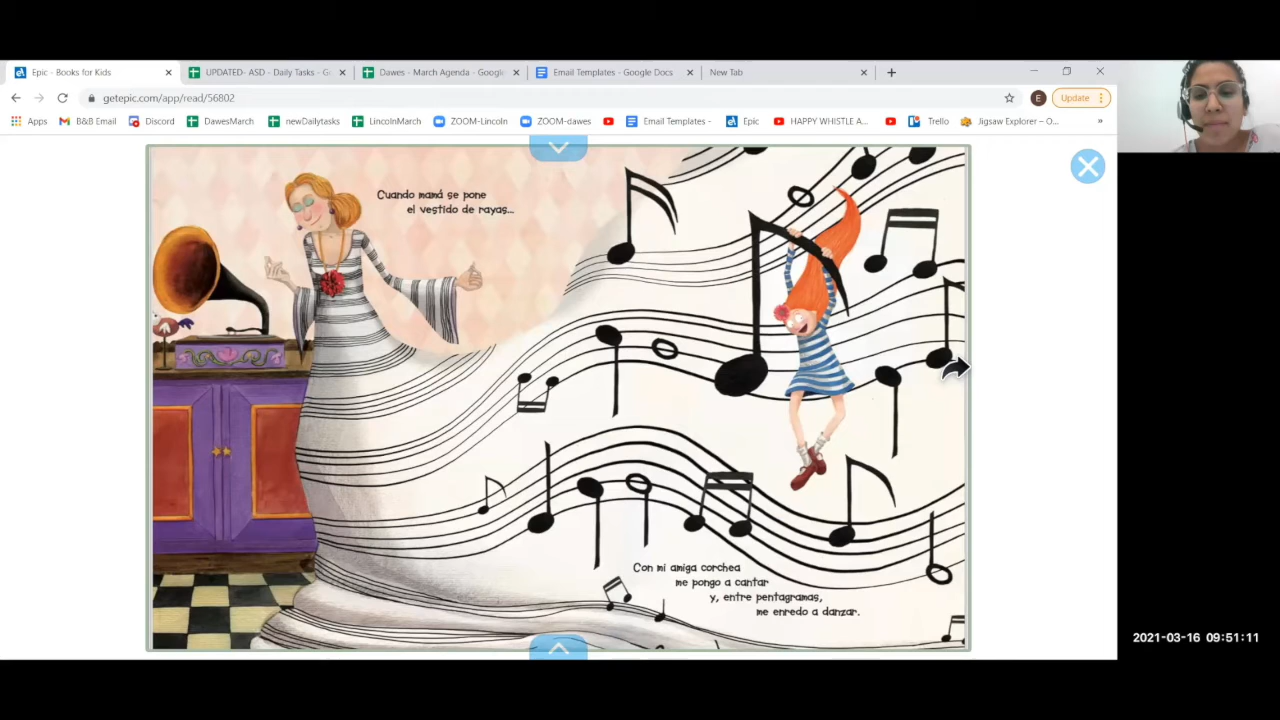 Epic - Books for Kids
UPDATED- ASD - Daily Tasks - Go
Dawes - March Agenda - Google
Email Templates - Google Docs
New Tab
getepic.com/app/read/56802
E
Update
Apps
B&B Email
Discord
DawesMarch
newDailytasks
LincolnMarch
ZOOM-Lincoln
ZOOM-dawes
Email Templates -
Epic
HAPPY WHISTLE A...
Trello
Jigsaw Explorer – O...
»
Cuando mamá se pone
el vestido de rayas...
Con mi amiga corchea
me pongo a cantar
y, entre pentagramas,
me enredo a danzar.
2021-03-16 09:51:11